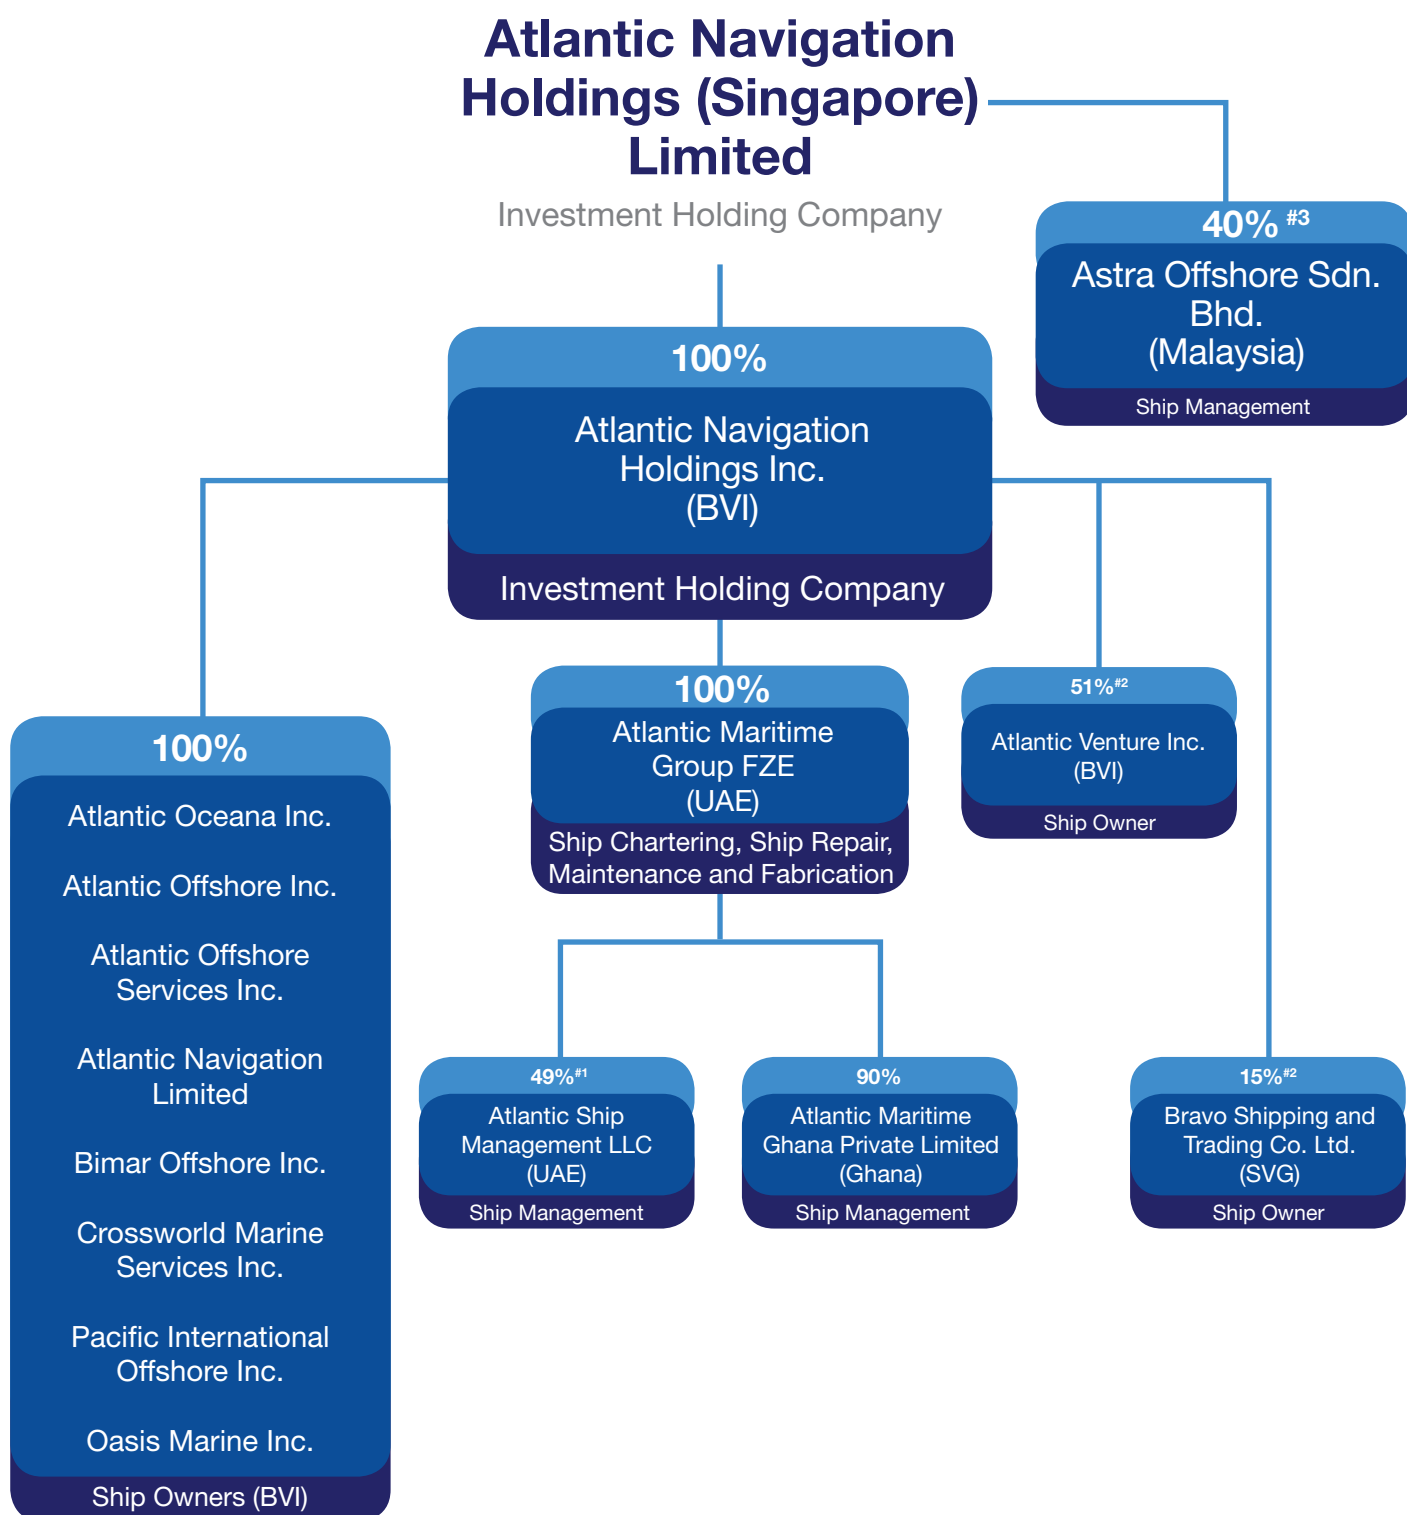 Atlantic Navigation
Holdings (Singapore)
Limited
Investment Holding Company
40% #3
Astra Offshore Sdn.
Bhd.
(Malaysia)
Ship Management
100%
Atlantic Navigation
Holdings Inc.
(BVI)
Investment Holding Company
100%
Atlantic Oceana Inc.
Atlantic Offshore Inc.
Atlantic Offshore
Services Inc.
Atlantic Navigation
Limited
Bimar Offshore Inc.
Crossworld Marine
Services Inc.
Pacific International
Offshore Inc.
Oasis Marine Inc.
Ship Owners (BVI)
100%
Atlantic Maritime
Group FZE
(UAE)
Ship Chartering, Ship Repair,
Maintenance and Fabrication
51%#2
Atlantic Venture Inc.
(BVI)
Ship Owner
49%#1
Atlantic Ship
Management LLC
(UAE)
Ship Management
90%
Atlantic Maritime
Ghana Private Limited
(Ghana)
Ship Management
15%#2
Bravo Shipping and
Trading Co. Ltd.
(SVG)
Ship Owner